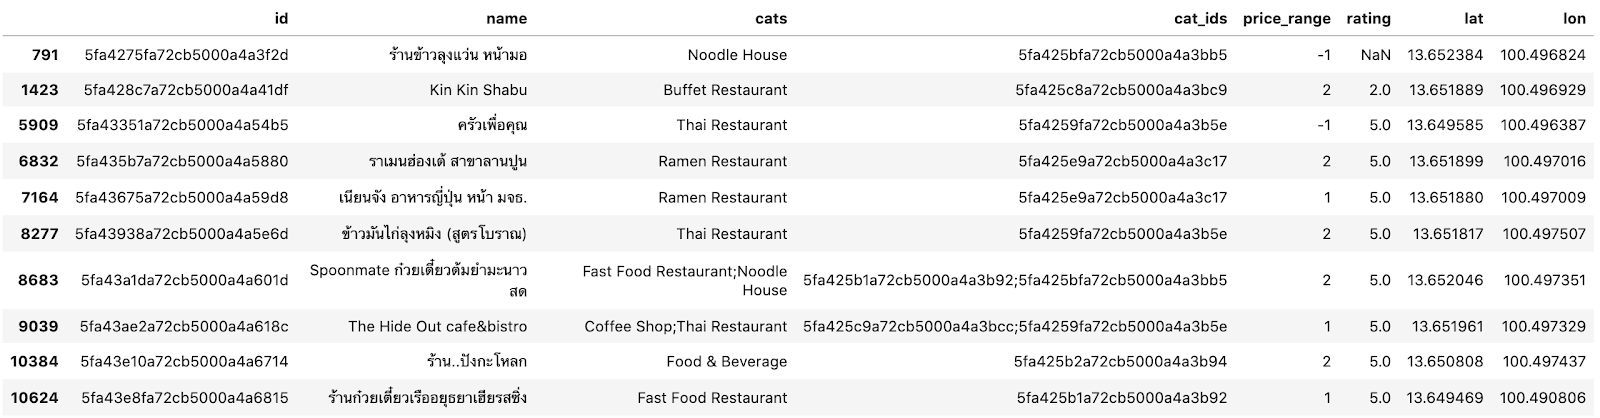 id name cats cat_ids price_range rating lat lon
791 5fa4275fa72cb5000a4a3f2d ร้านข้าวลุงแว่น หน้ามอ Noodle House 5fa425bfa72cb5000a4a3bb5 -1 NaN 13.652384 100.496824
1423 5fa428c7a72cb5000a4a41df Kin Kin Shabu Buffet Restaurant 5fa425c8a72cb5000a4a3bc9 2 2.0 13.651889 100.496929
5909 5fa43351a72cb5000a4a54b5 ครัวเพื่อคุณ Thai Restaurant 5fa4259fa72cb5000a4a3b5e -1 5.0 13.649585 100.496387
6832 5fa435b7a72cb5000a4a5880 ราเมนฮ่องเต้ สาขาลานปูน Ramen Restaurant 5fa425e9a72cb5000a4a3c17 2 5.0 13.651899 100.497016
7164 5fa43675a72cb5000a4a59d8 เนียนจัง อาหารญี่ปุ่น หน้า มจธ. Ramen Restaurant 5fa425e9a72cb5000a4a3c17 1 5.0 13.651880 100.497009
8277 5fa43938a72cb5000a4a5e6d ข้าวมันไก่ลุงหมิง (สูตรโบราณ) Thai Restaurant 5fa4259fa72cb5000a4a3b5e 2 5.0 13.651817 100.497507
Spoonmate ก๋วยเตี๋ยวต้มยำมะนาว Fast Food Restaurant;Noodle
8683 5fa43a1da72cb5000a4a601d 5fa425b1a72cb5000a4a3b92;5fa425bfa72cb5000a4a3bb5 2 5.0 13.652046 100.497351
สด House
9039 5fa43ae2a72cb5000a4a618c The Hide Out cafe&bistro Coffee Shop;Thai Restaurant 5fa425c9a72cb5000a4a3bcc;5fa4259fa72cb5000a4a3b5e 1 5.0 13.651961 100.497329
10384 5fa43e10a72cb5000a4a6714 ร้าน..ปังกะโหลก Food & Beverage 5fa425b2a72cb5000a4a3b94 2 5.0 13.650808 100.497437
10624 5fa43e8fa72cb5000a4a6815 ร้านก๋วยเตี๋ยวเรืออยุธยาเฮียรสซิ่ง Fast Food Restaurant 5fa425b1a72cb5000a4a3b92 1 5.0 13.649469 100.490806